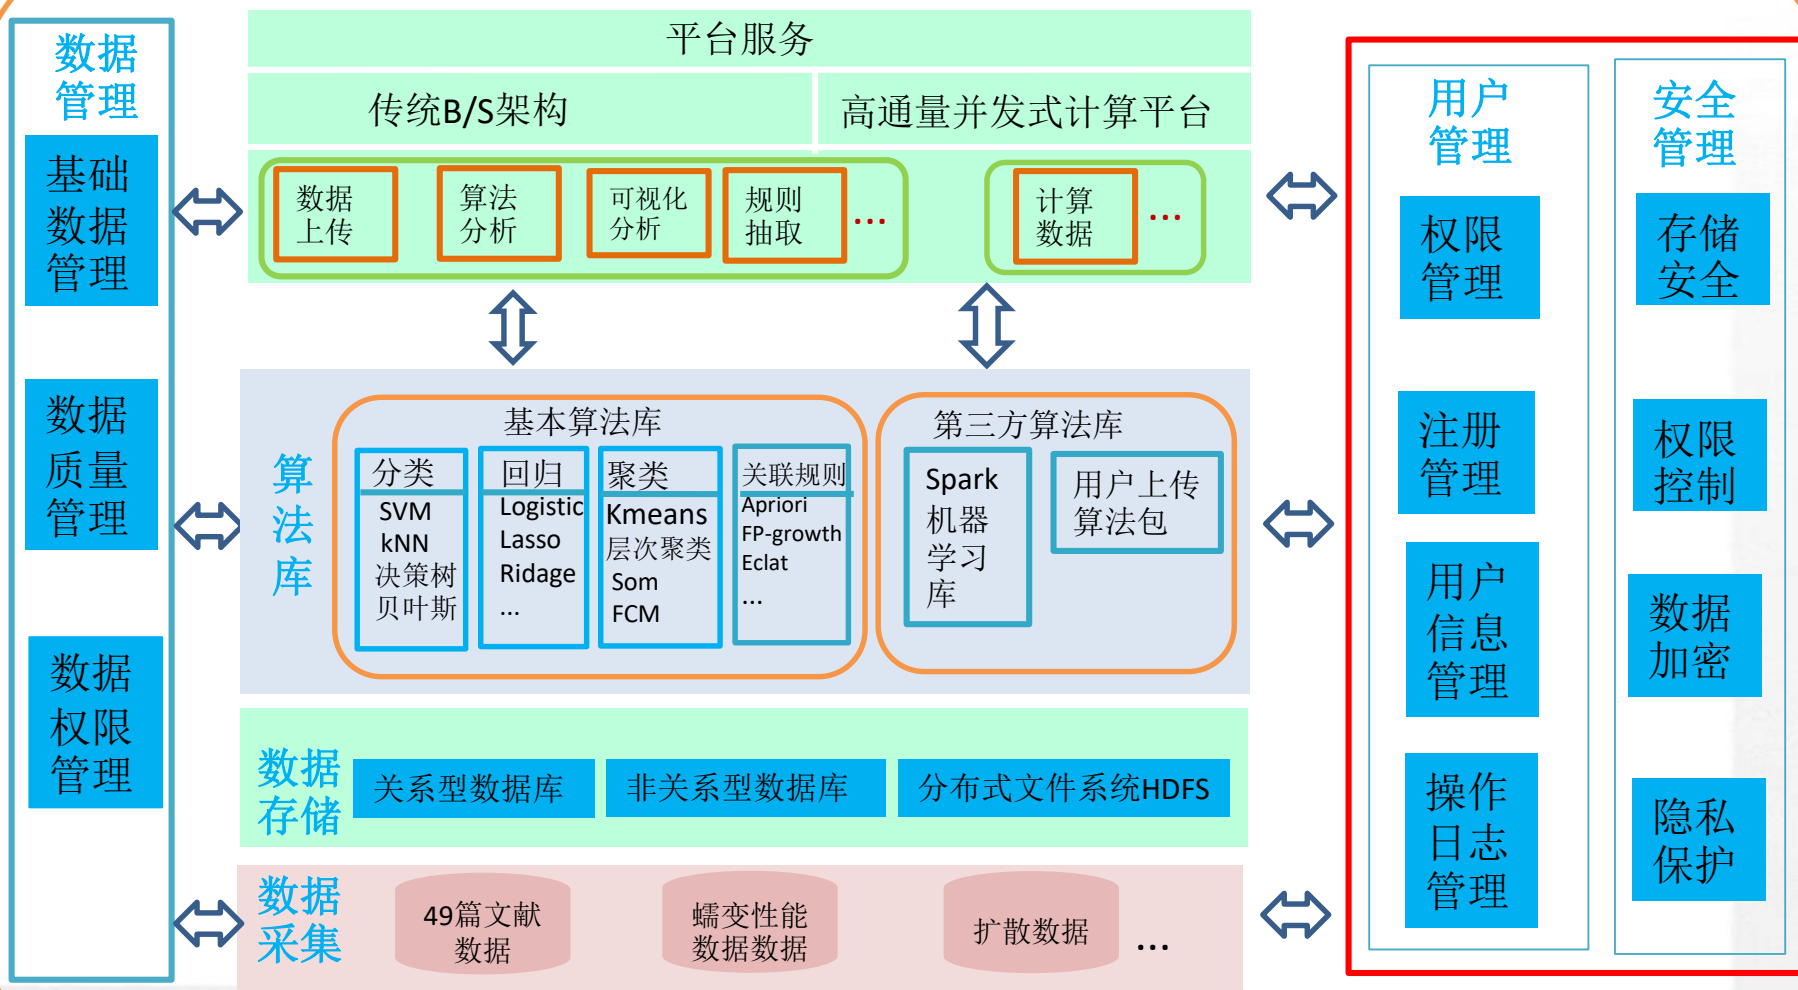 数据
管理
基础
数据
管理
数据
质量
管理
数据
权限
管理
平台服务
传统B/S架构
高通量并发式计算平台
数据
上传
算法
分析
可视化
分析
规则
抽取
...
计算
数据
...
算
法
库
基本算法库
分类
SVM
kNN
决策树
贝叶斯
回归
Logistic
Lasso
Ridage
...
聚类
Kmeans
层次聚类
Som
FCM
关联规则
Apriori
FP-growth
Eclat
...
第三方算法库
Spark
机器
学习
库
用户上传
算法包
数据
存储
关系型数据库
非关系型数据库
分布式文件系统HDFS
数据
采集
49篇文献
数据
蠕变性能
数据数据
扩散数据
...
用户
管理
权限
管理
注册
管理
用户
信息
管理
操作
日志
管理
安全
管理
存储
安全
权限
控制
数据
加密
隐私
保护